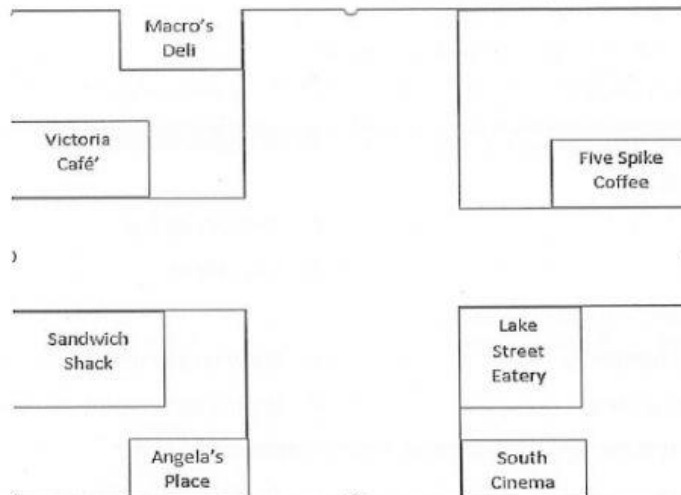 Macro's
Deli
Victoria
Café'
Five Spike
Coffee
Sandwich
Shack
Lake
Street
Eatery
Angela's
Place
South
Cinema